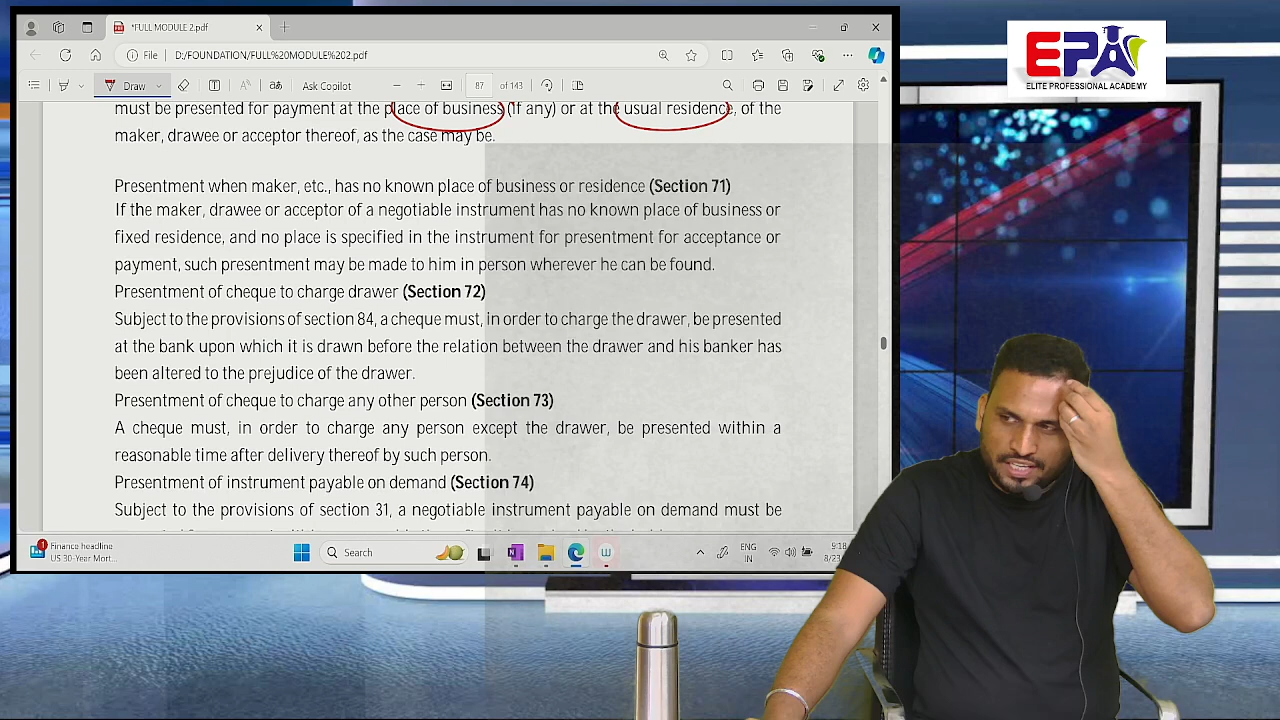 *FULL MODULE 2.pdf
File
87 of 143
Draw
must be presented for payment at the place of business (if any) or at the usual residence, of the
maker, drawee or acceptor thereof, as the case may be.
Presentment when maker, etc., has no known place of business or residence (Section 71)
If the maker, drawee or acceptor of a negotiable instrument has no known place of business or
fixed residence, and no place is specified in the instrument for presentment for acceptance or
payment, such presentment may be made to him in person wherever he can be found.
Presentment of cheque to charge drawer (Section 72)
Subject to the provisions of section 84, a cheque must, in order to charge the drawer, be presented
at the bank upon which it is drawn before the relation between the drawer and his banker has
been altered to the prejudice of the drawer.
Presentment of cheque to charge any other person (Section 73)
A cheque must, in order to charge any person except the drawer, be presented within a
reasonable time after delivery thereof by such person.
Presentment of instrument payable on demand (Section 74)
Subject to the provisions of section 31, a negotiable instrument payable on demand must be
Finance headline
US 30-Year Mort...
Search
ENG
IN
9:18
8/23
EPA
ELITE PROFESSIONAL ACADEMY